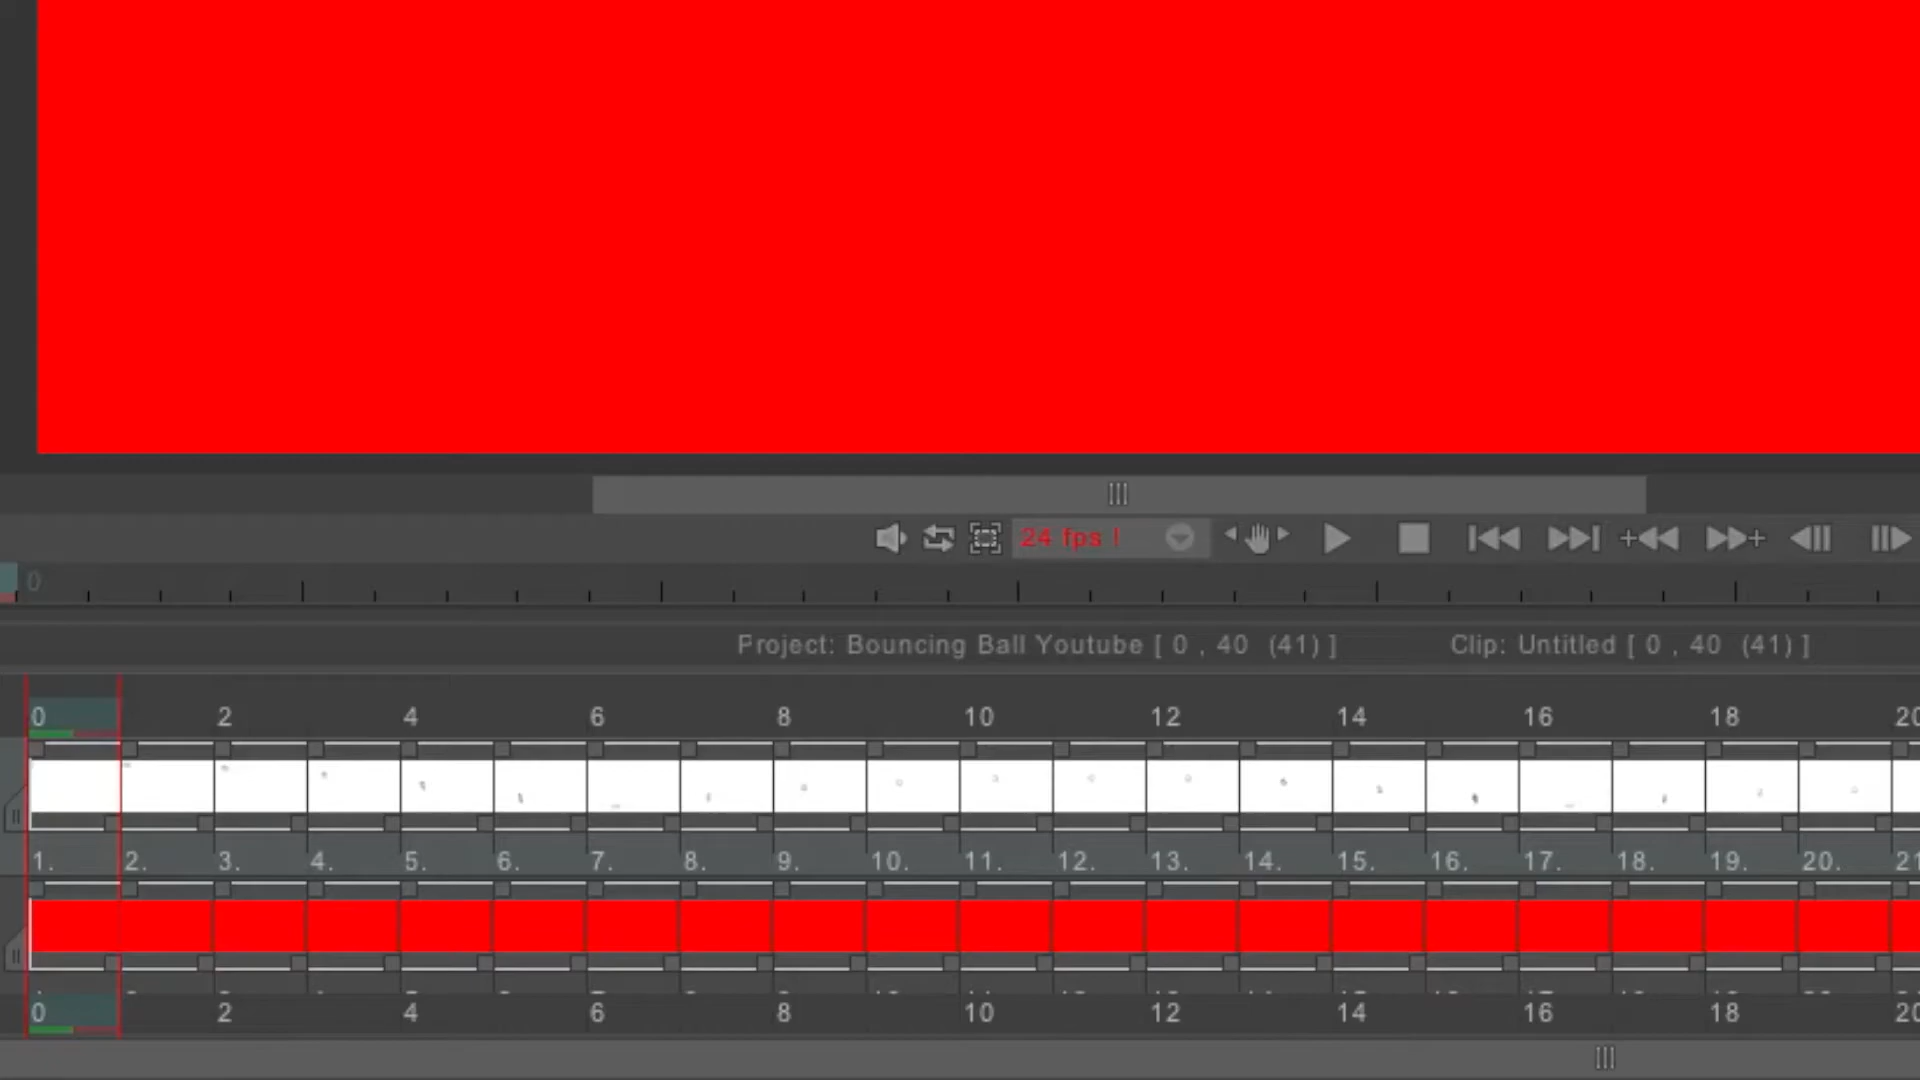 24 fps !
0
Project: Bouncing Ball Youtube [ 0 , 40 (41) ] Clip: Untitled [ 0 , 40 (41) ]
0 2 4 6 8 10 12 14 16 18 20
1. 2. 3. 4. 5. 6. 7. 8. 9. 10. 11. 12. 13. 14. 15. 16. 17. 18. 19. 20. 21
0 2 4 6 8 10 12 14 16 18 20